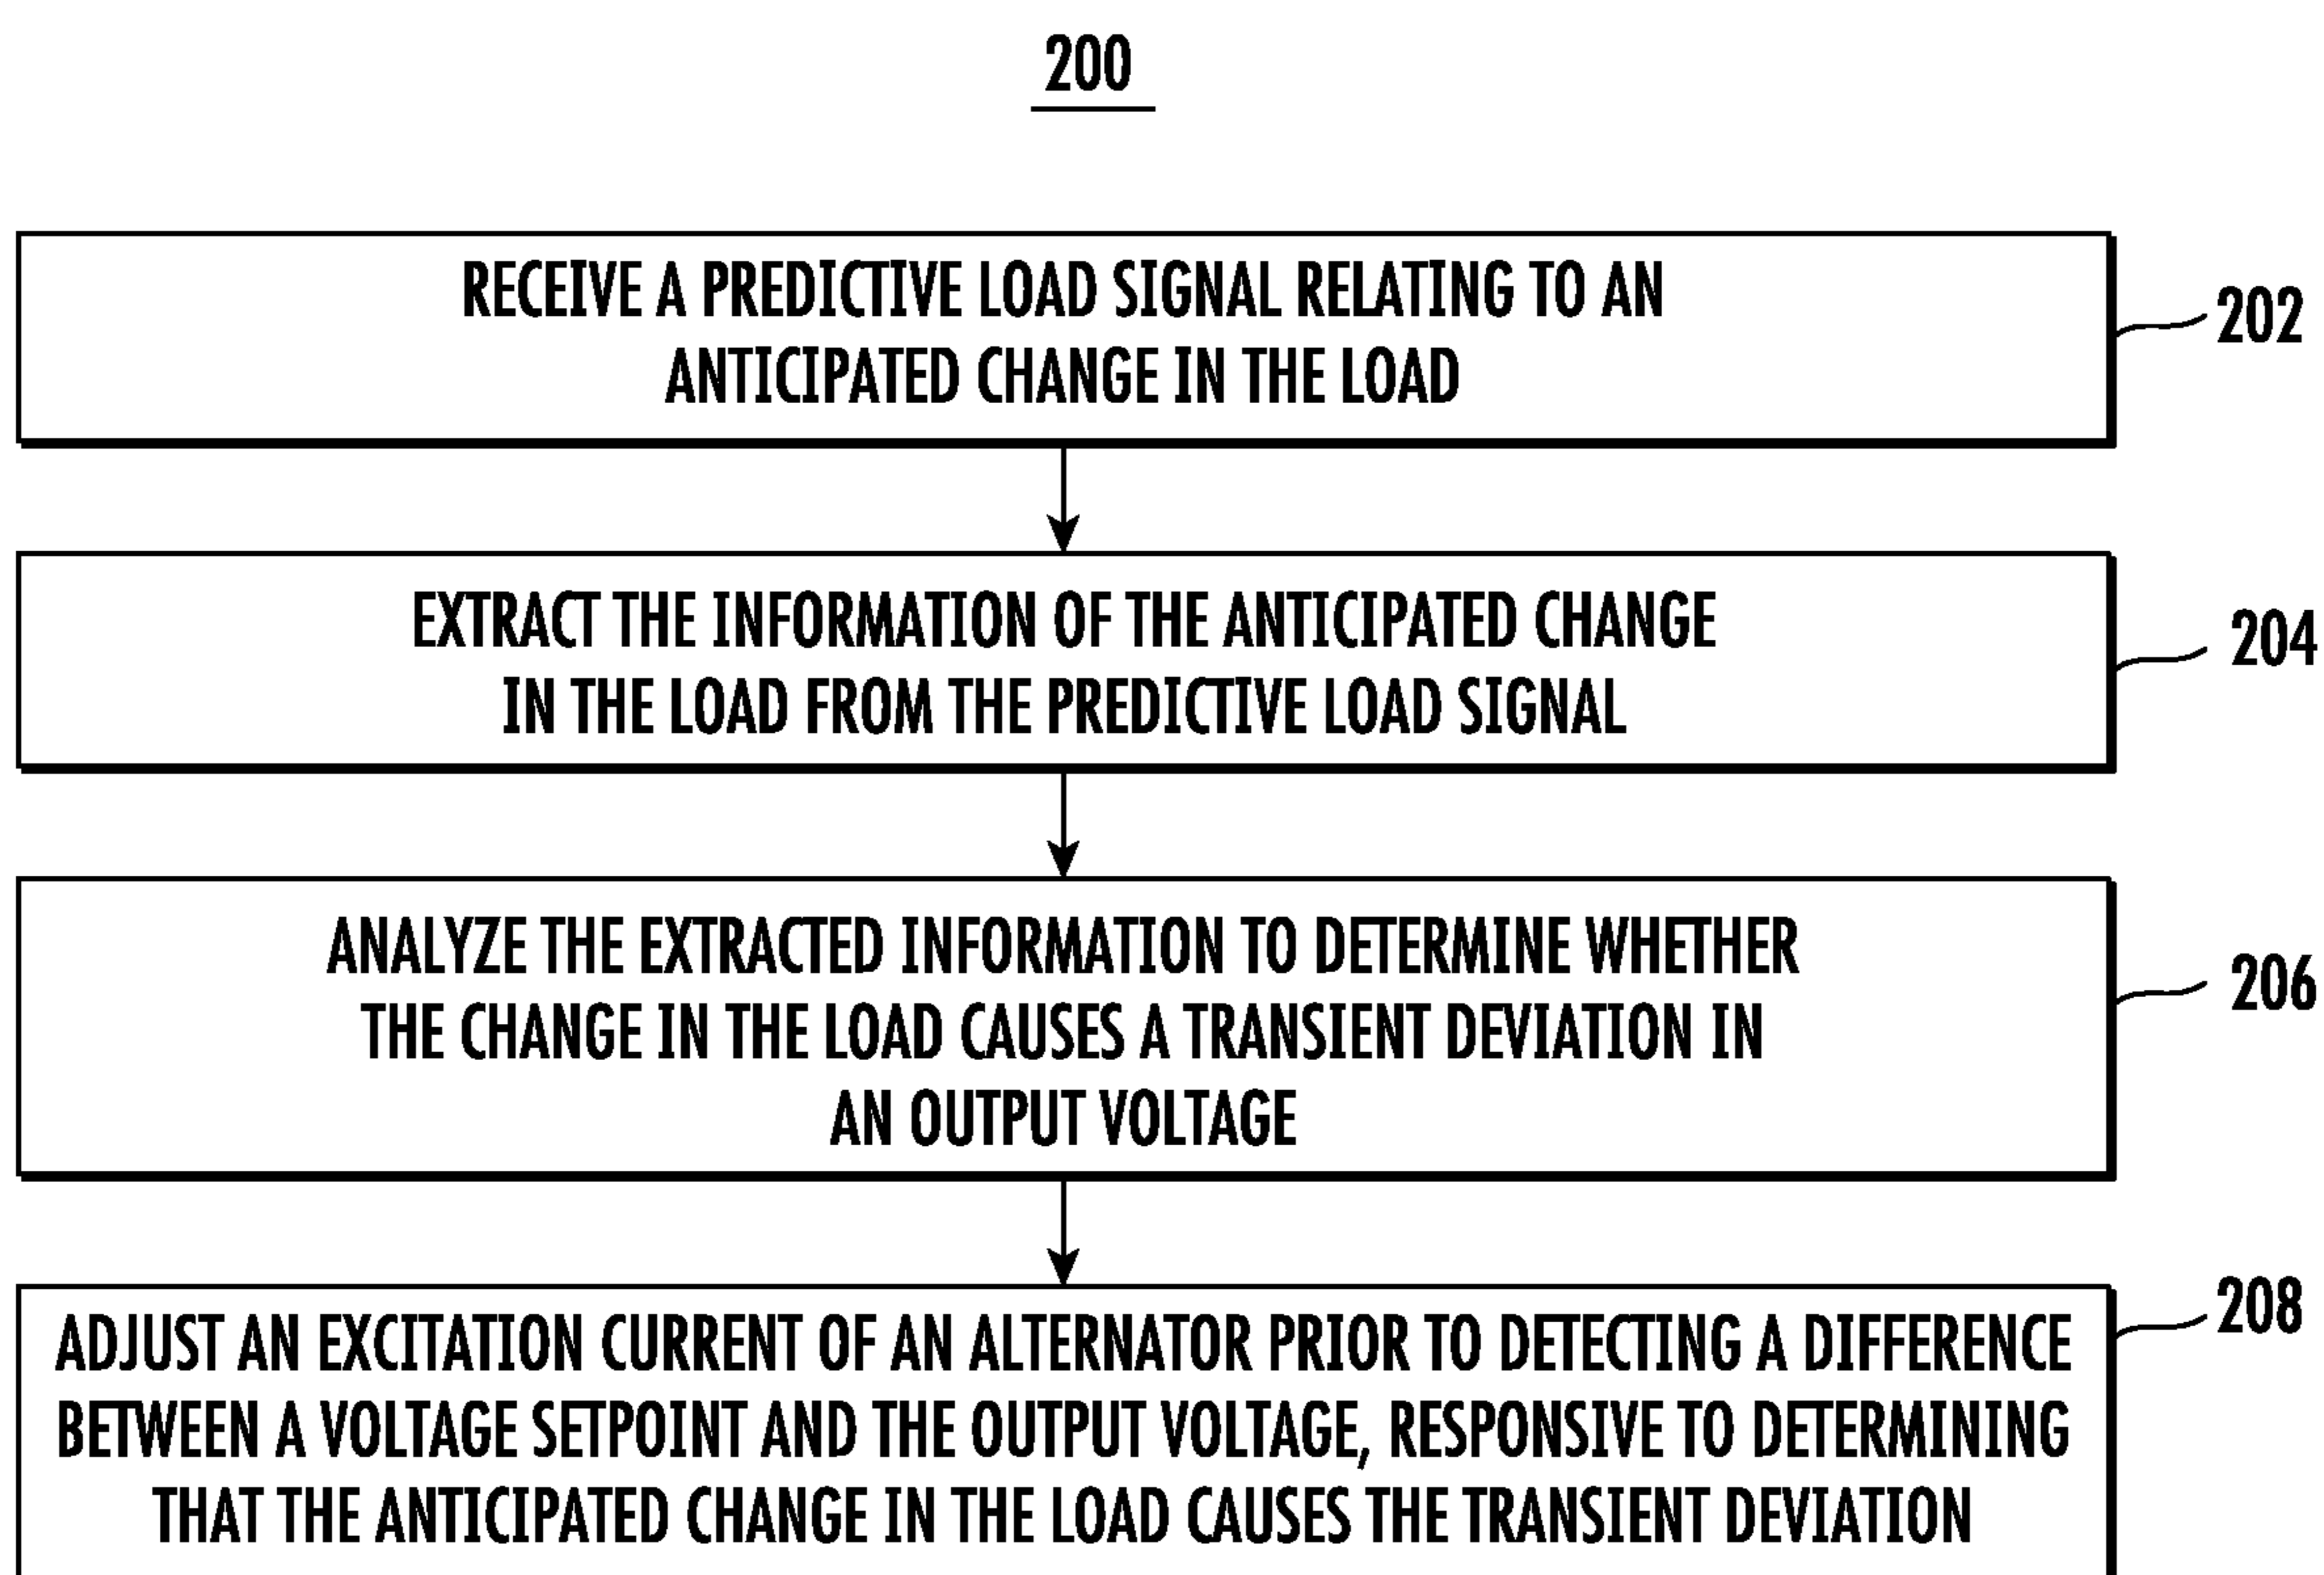 200
RECEIVE A PREDICTIVE LOAD SIGNAL RELATING TO AN
ANTICIPATED CHANGE IN THE LOAD
202
EXTRACT THE INFORMATION OF THE ANTICIPATED CHANGE
IN THE LOAD FROM THE PREDICTIVE LOAD SIGNAL
204
ANALYZE THE EXTRACTED INFORMATION TO DETERMINE WHETHER
THE CHANGE IN THE LOAD CAUSES A TRANSIENT DEVIATION IN
AN OUTPUT VOLTAGE
206
ADJUST AN EXCITATION CURRENT OF AN ALTERNATOR PRIOR TO DETECTING A DIFFERENCE
BETWEEN A VOLTAGE SETPOINT AND THE OUTPUT VOLTAGE, RESPONSIVE TO DETERMINING
THAT THE ANTICIPATED CHANGE IN THE LOAD CAUSES THE TRANSIENT DEVIATION
208